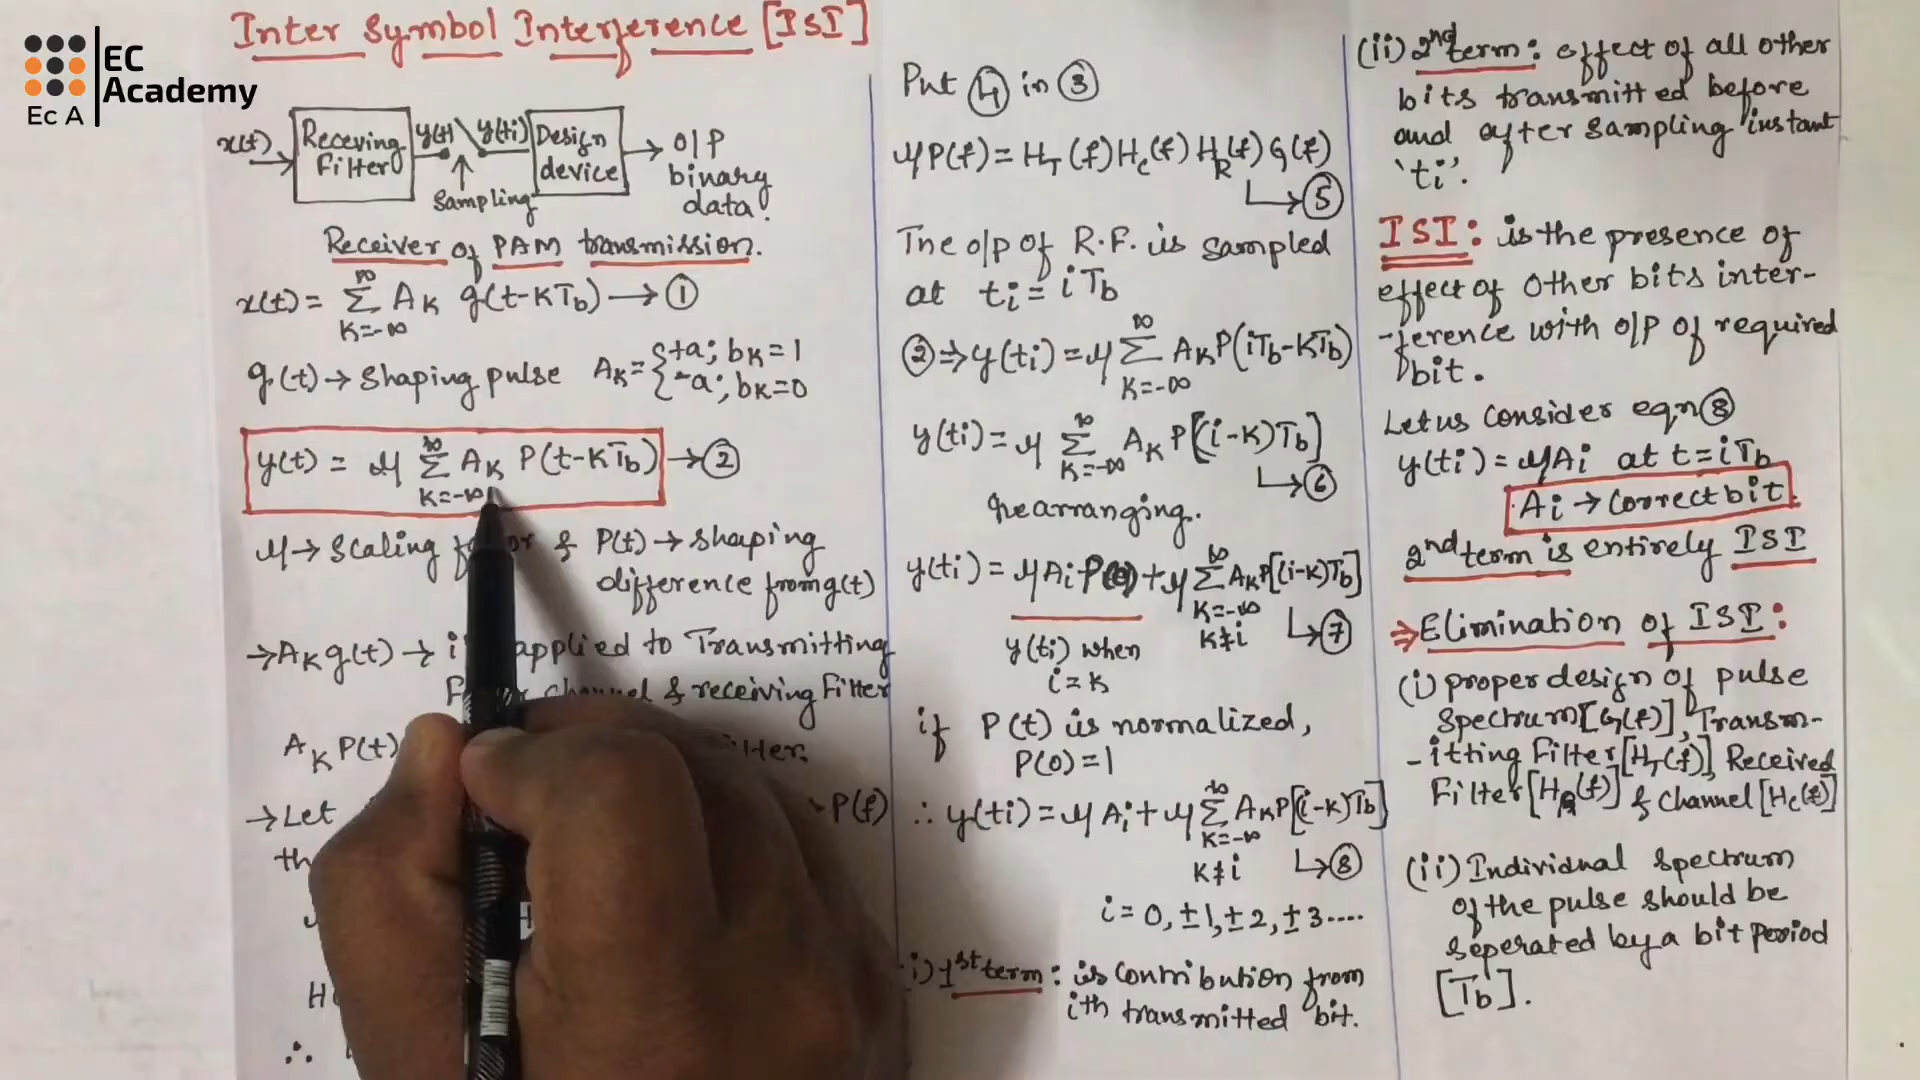 Inter Symbol Interference [ISI]
EC
Academy
Ec A
x(t) Receving Filter y(t) y(ti) Design device O/P binary data.
Sampling
Receiver of PAM transmission.
x(t) = ∞ Σ K=-∞ AK g(t-KTb) → ①
g(t) → Shaping pulse AK = { +a; bK=1
-a; bK=0
y(t) = μ ∞ Σ K=-∞ AK P(t-KTb) → ②
μ → Scaling & P(t) → Shaping
difference from g(t)
→ AK g(t) → applied to Transmitting
channel & receiving Filter
AK P(t)
→ Let P(f)
Put ④ in ③
μP(f) = HT(f) HC(f) HR(f) G(f)
→ ⑤
The o/p of R.F. is Sampled
at ti = iTb
② ⇒ y(ti) = μ ∞ Σ K=-∞ AK P(iTb-KTb)
y(ti) = μ ∞ Σ K=-∞ AK P[(i-K)Tb]
→ ⑥
Rearranging.
y(ti) = μAi P(0) + μ ∞ Σ K=-∞ K≠i AK P[(i-K)Tb]
→ ⑦
y(ti) when
i = K
if P(t) is normalized,
P(0) = 1
∴ y(ti) = μAi + μ ∞ Σ K=-∞ K≠i AK P[(i-K)Tb]
→ ⑧
i = 0, ±1, ±2, ±3 ....
i) 1st term : is contribution from
ith transmitted bit.
(ii) 2nd term : effect of all other
bits transmitted before
and after sampling instant
'ti'.
ISI : is the presence of
effect of Other bits inter-
-ference with o/p of required
bit.
Let us consider eqn ⑧
y(ti) = μAi at t = iTb
Ai → Correct bit.
2nd term is entirely ISI
⇒ Elimination of ISI :
(i) proper design of pulse
Spectrum [G(f)], Transm-
-itting Filter [HT(f)], Received
Filter [HR(f)] & Channel [HC(f)]
(ii) Individual Spectrum
of the pulse should be
seperated by a bit Period
[Tb].